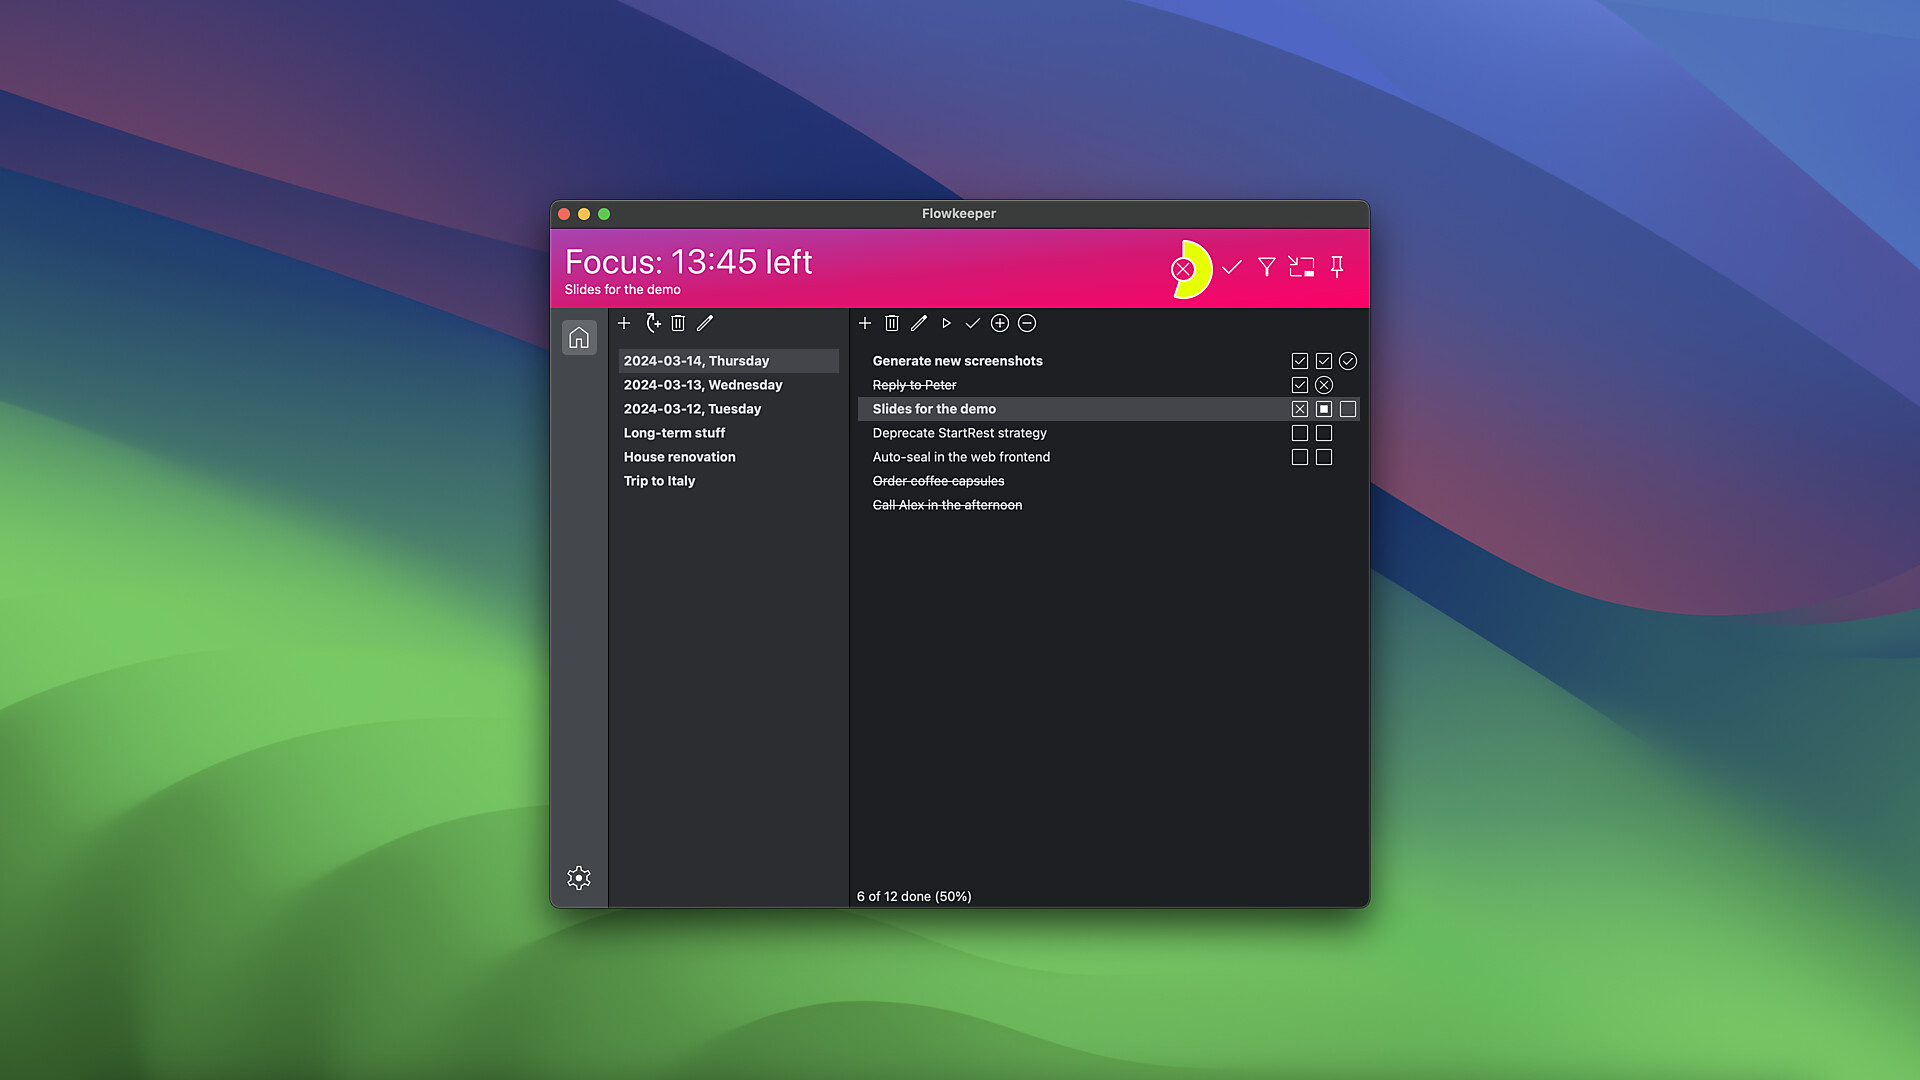 Flowkeeper
Focus: 13:45 left
Slides for the demo
2024-03-14, Thursday
2024-03-13, Wednesday
2024-03-12, Tuesday
Long-term stuff
House renovation
Trip to Italy
Generate new screenshots
Reply to Peter
Slides for the demo
Deprecate StartRest strategy
Auto-seal in the web frontend
Order coffee capsules
Call Alex in the afternoon
6 of 12 done (50%)